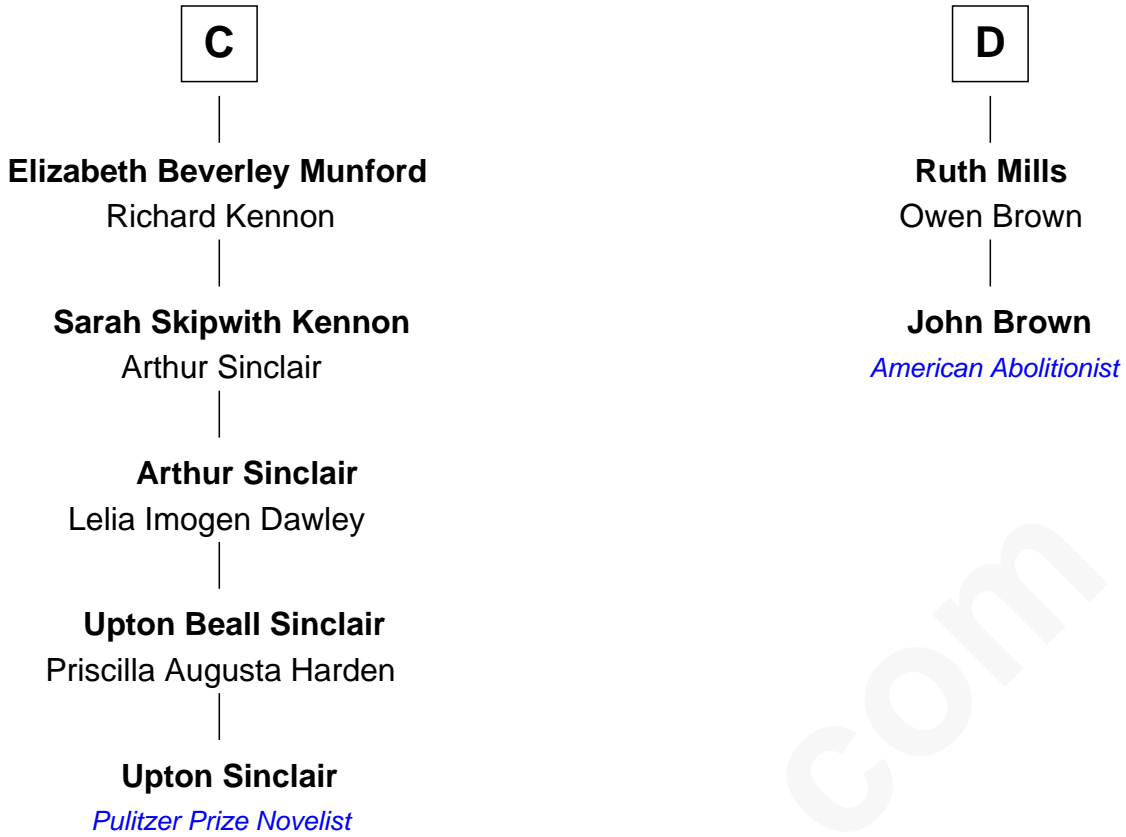 C
Elizabeth Beverley Munford
Richard Kennon
Sarah Skipwith Kennon
Arthur Sinclair
Arthur Sinclair
Lelia Imogen Dawley
Upton Beall Sinclair
Priscilla Augusta Harden
Upton Sinclair
Pulitzer Prize Novelist
D
Ruth Mills
Owen Brown
John Brown
American Abolitionist
com